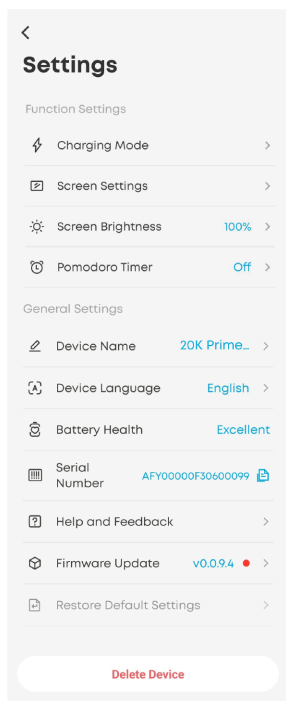 Settings
Function Settings
Charging Mode
Screen Settings
Screen Brightness 100%
Pomodoro Timer Off
General Settings
Device Name 20K Prime...
Device Language English
Battery Health Excellent
Serial
Number AFY00000F30600099
Help and Feedback
Firmware Update v0.0.9.4
Restore Default Settings
Delete Device